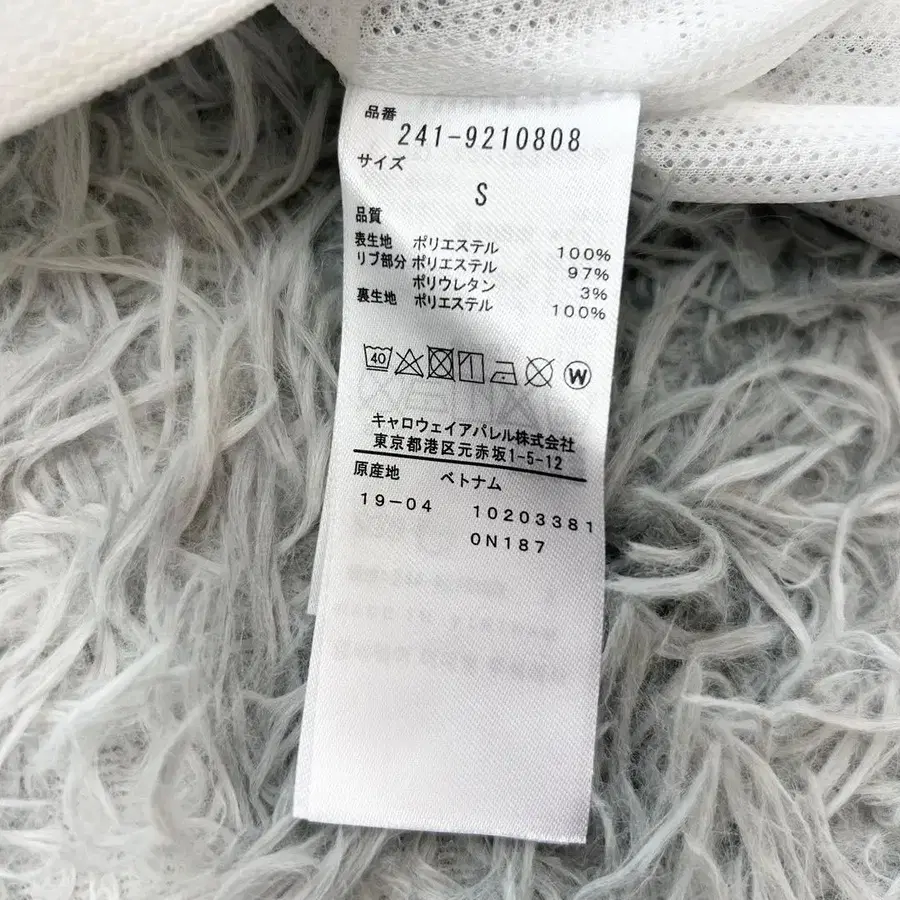 品番
241-9210808
サイズ
S
品質
表生地 ポリエステル 100%
リブ部分 ポリエステル 97%
ポリウレタン 3%
裏生地 ポリエステル 100%
40 W
キャロウェイアパレル株式会社
東京都港区元赤坂1-5-12
原産地 ベトナム
19-04 10203381
0N187